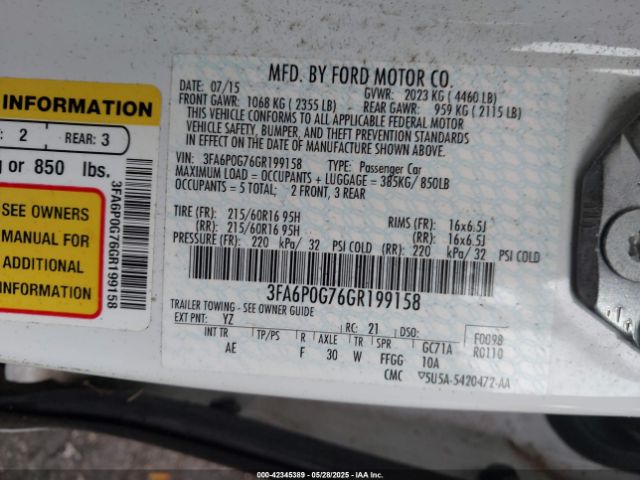 INFORMATION
: 2 REAR: 3
g or 850 lbs.
SEE OWNERS
MANUAL FOR
ADDITIONAL
INFORMATION
3FA6P0G76GR199158
MFD. BY FORD MOTOR CO.
DATE: 07/15 GVWR: 2023 KG ( 4460 LB)
FRONT GAWR: 1068 KG ( 2355 LB) REAR GAWR: 959 KG ( 2115 LB)
THIS VEHICLE CONFORMS TO ALL APPLICABLE FEDERAL MOTOR
VEHICLE SAFETY, BUMPER, AND THEFT PREVENTION STANDARDS
IN EFFECT ON THE DATE OF MANUFACTURE SHOWN ABOVE.
VIN: 3FA6P0G76GR199158 TYPE: Passenger Car
MAXIMUM LOAD = OCCUPANTS + LUGGAGE = 385KG/ 850LB
OCCUPANTS = 5 TOTAL; 2 FRONT, 3 REAR
TIRE (FR): 215/60R16 95H RIMS (FR): 16x6.5J
(RR): 215/60R16 95H (RR): 16x6.5J
PRESSURE (FR): 220 kPa/ 32 PSI COLD (RR): 220 kPa/ 32 PSI COLD
3FA6P0G76GR199158
TRAILER TOWING - SEE OWNER GUIDE
EXT PNT: YZ RC: 21 DSO: F0098
INT TR TP/PS R AXLE TR SPR GC71A R0110
AE F 30 W FFGG 10A
CMC 5U5A-5420472-AA
000-42345389 05/28/2025 IAA